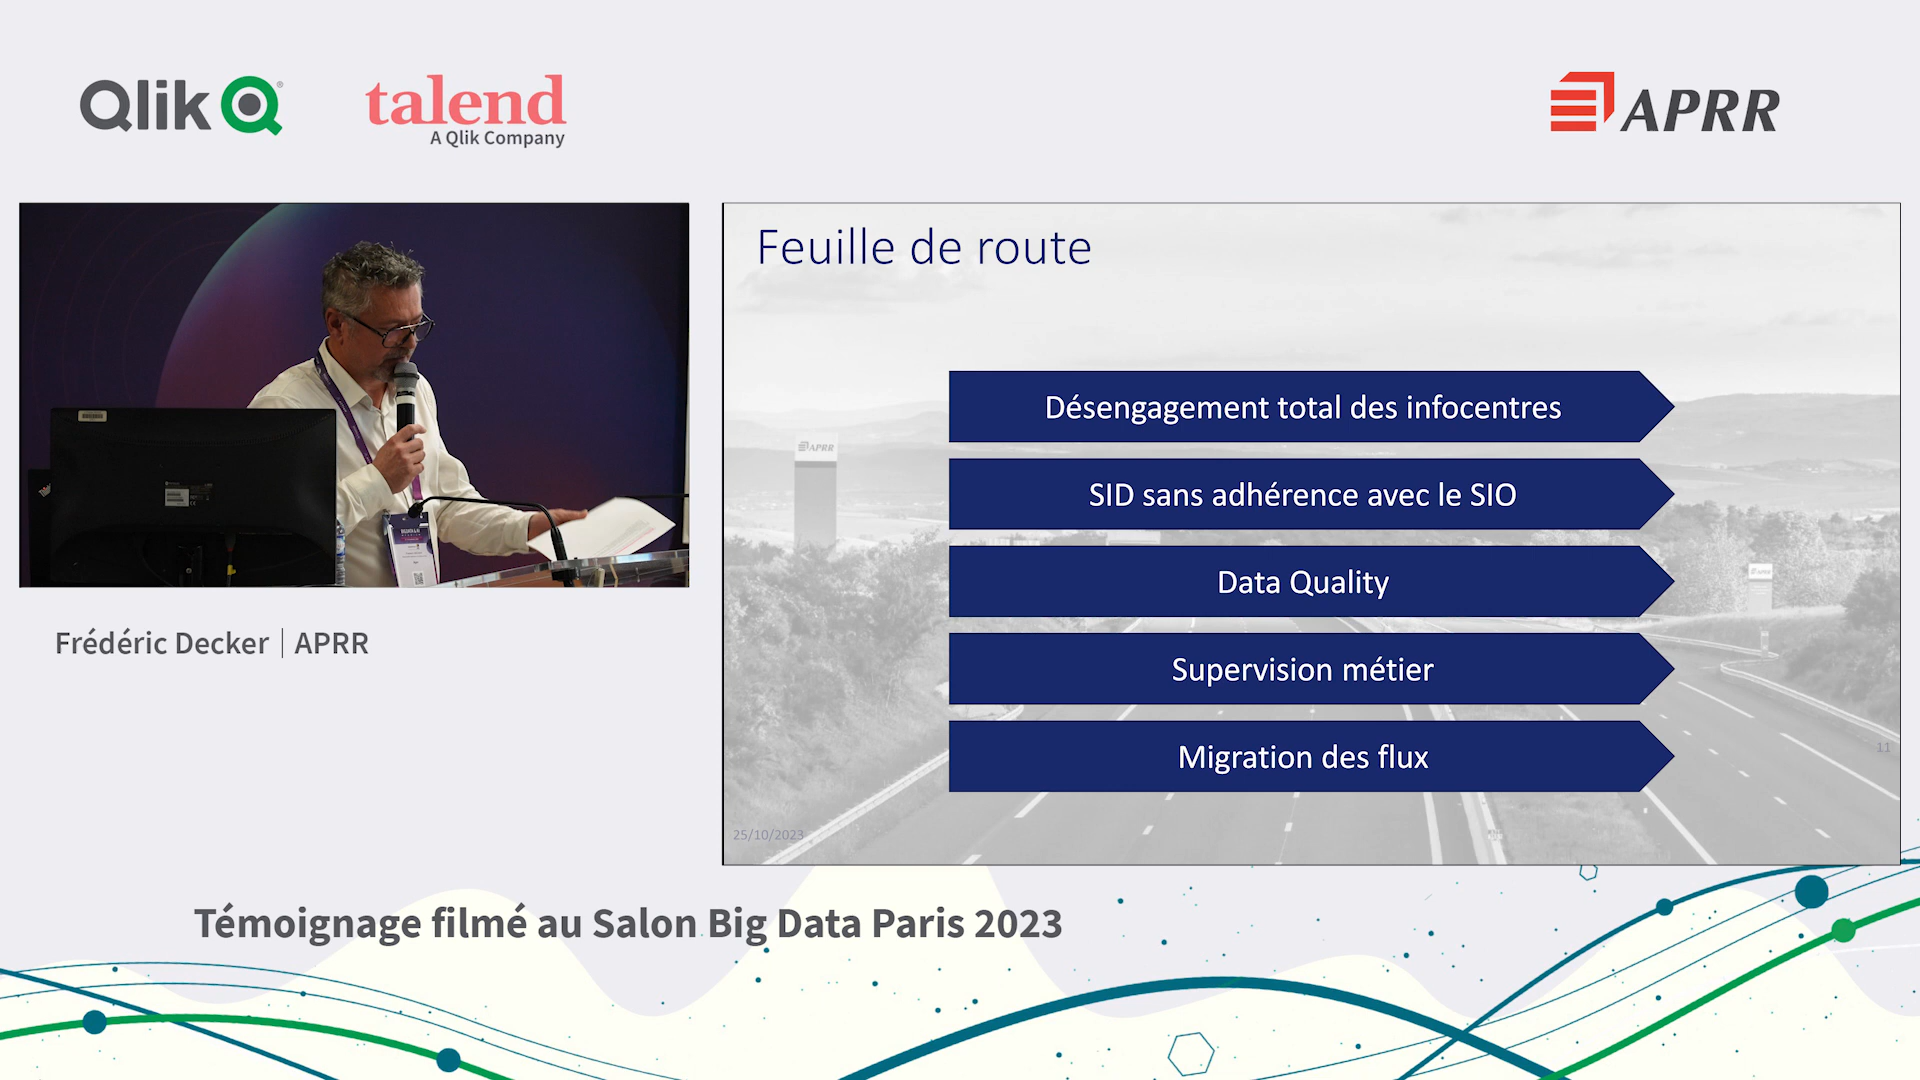 Qlik
talend
A Qlik Company
APRR
Feuille de route
Désengagement total des infocentres
SID sans adhérence avec le SIO
APRR
Data Quality
Supervision métier
Migration des flux
11
25/10/2023
Frédéric Decker | APRR
Témoignage filmé au Salon Big Data Paris 2023